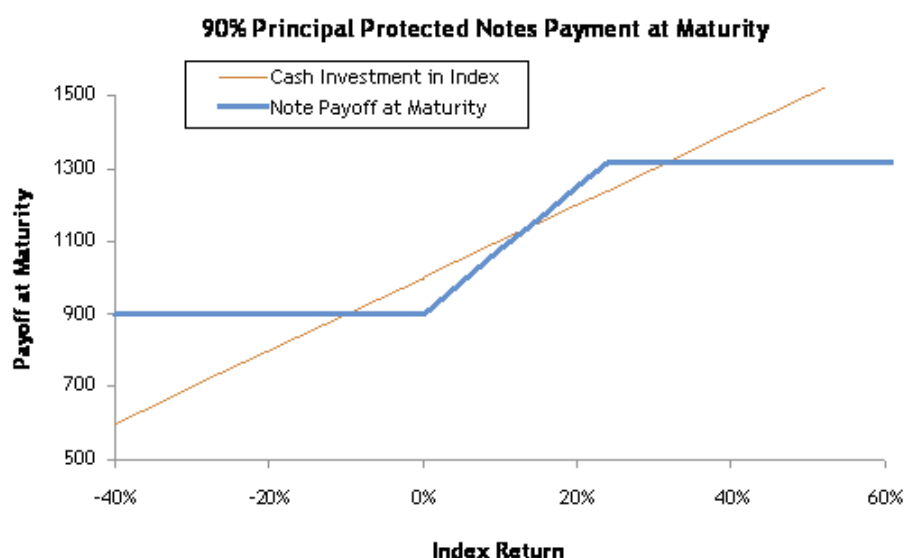 90% Principal Protected Notes Payment at Maturity
Cash Investment in Index
Note Payoff at Maturity
1500
1300
1100
900
700
500
Payoff at Maturity
-40%
-20%
0%
20%
40%
60%
Index Return